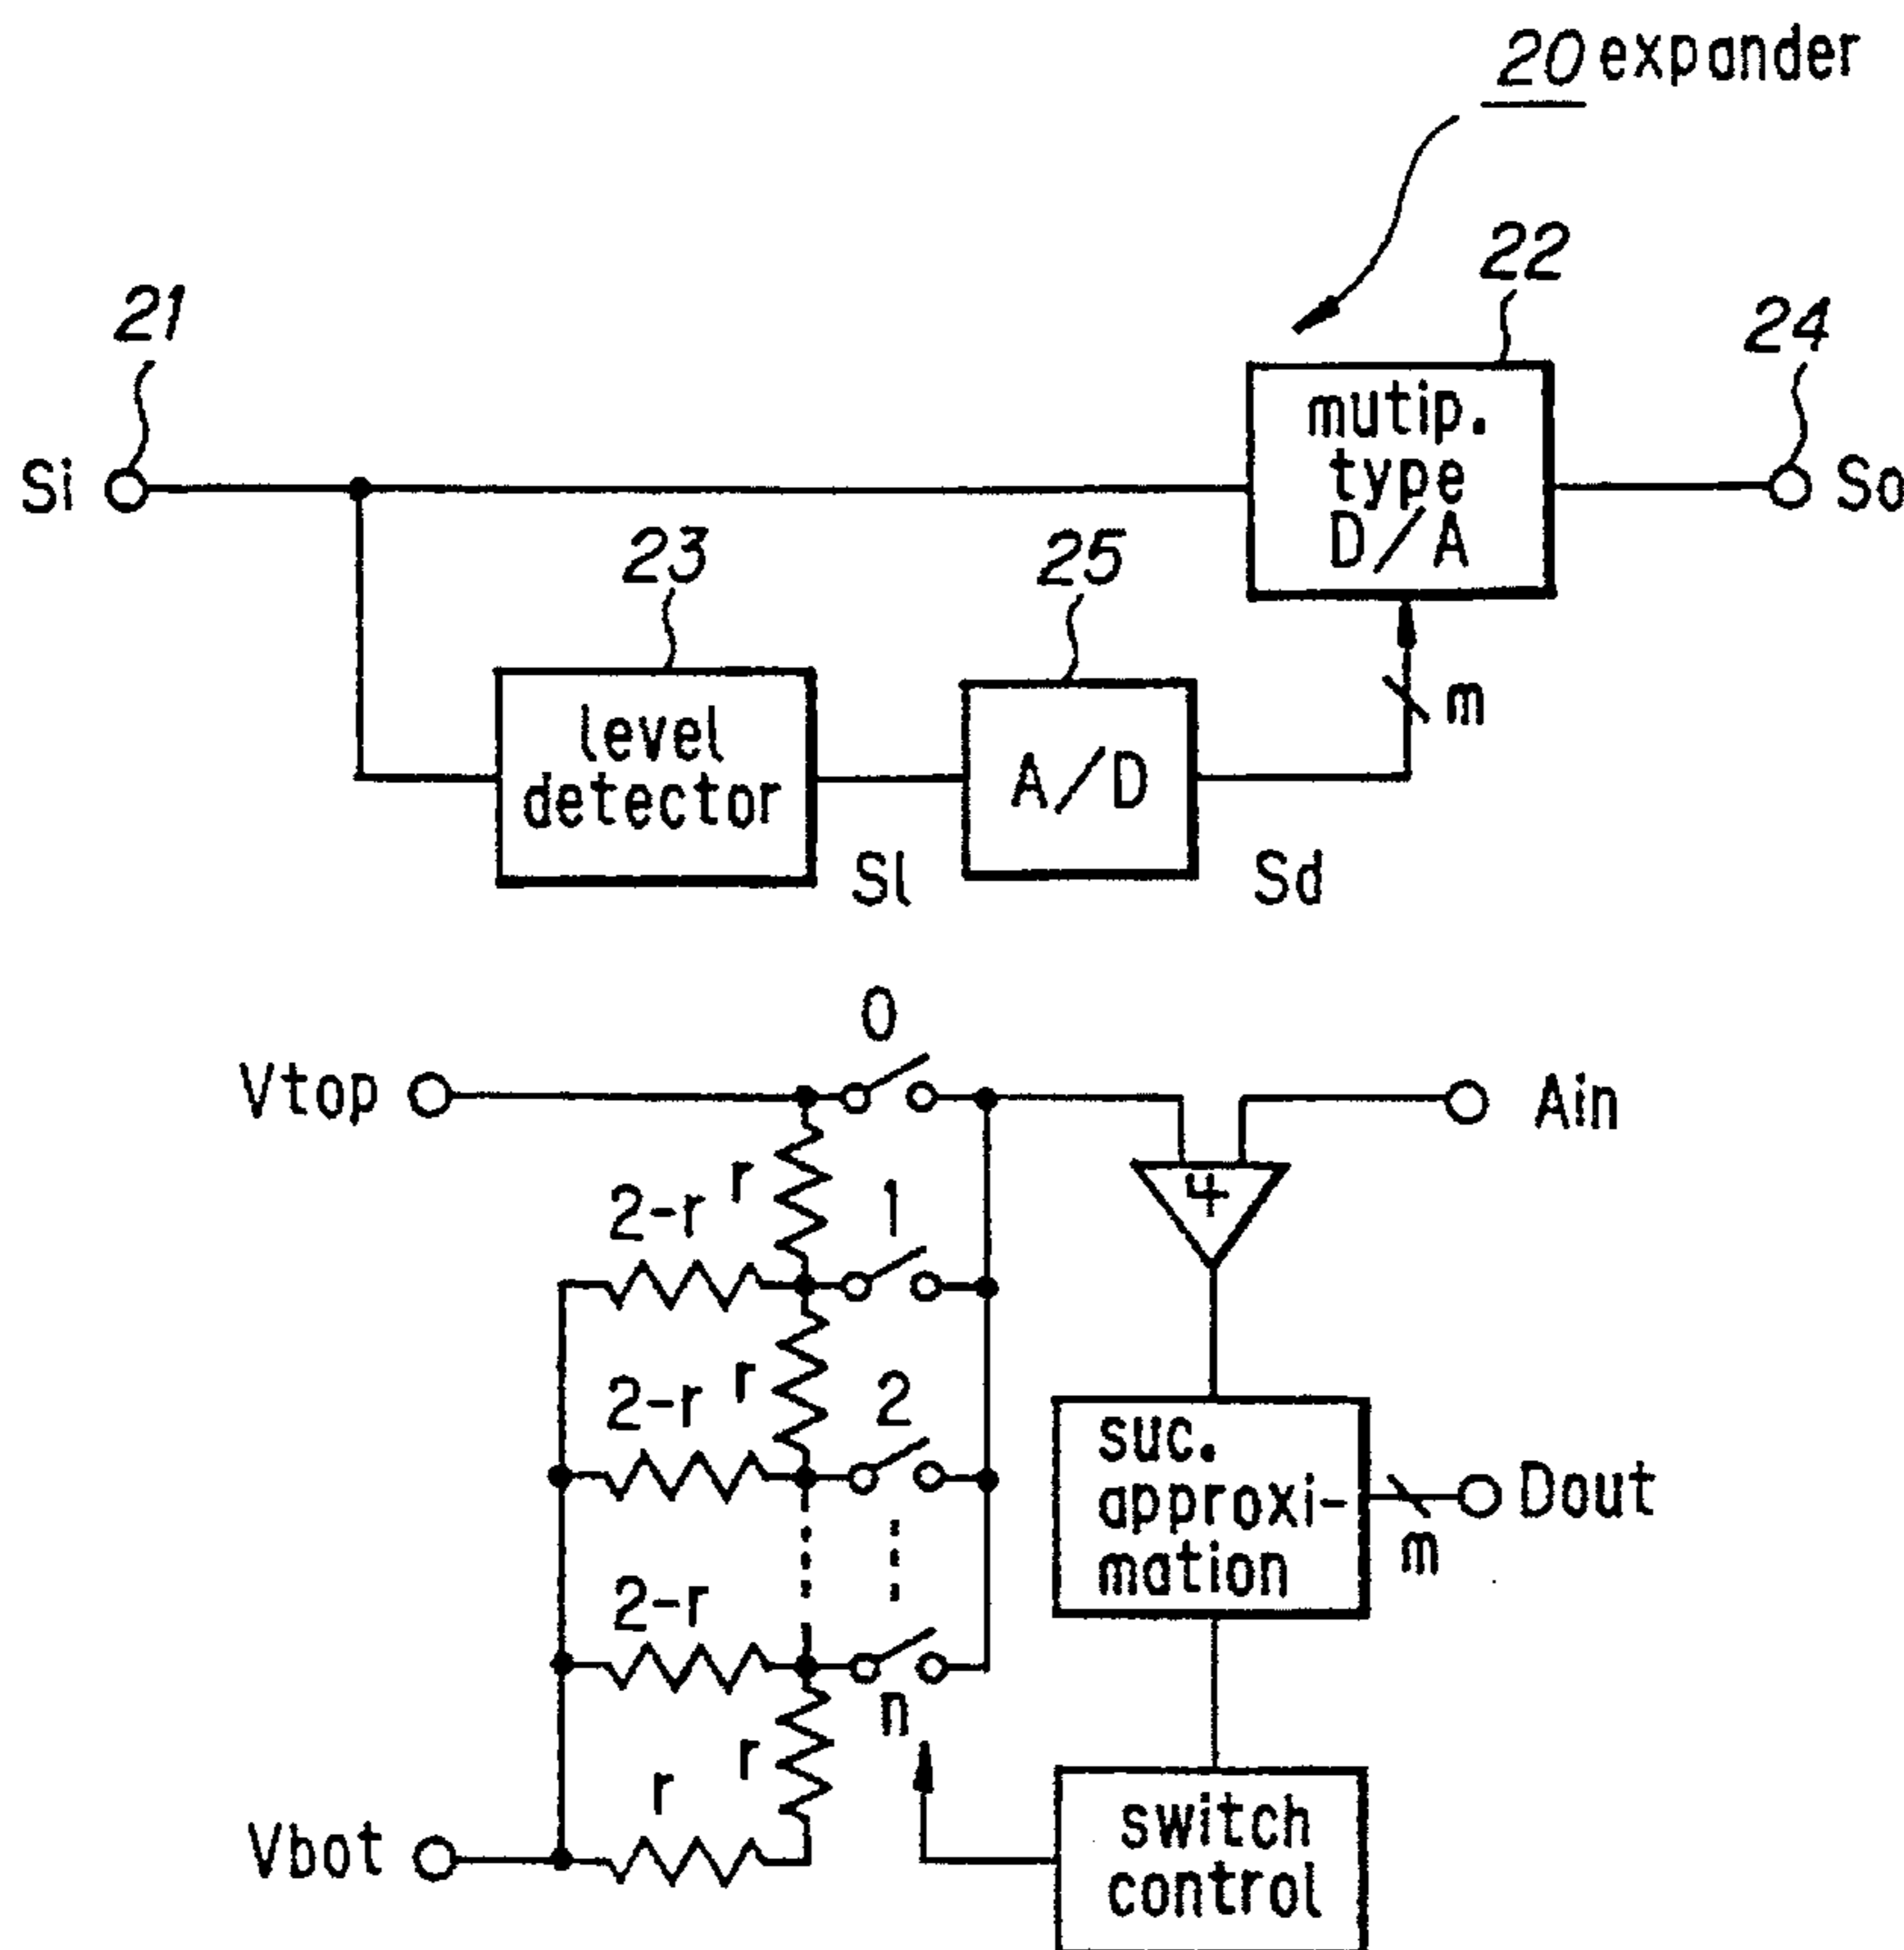 20 expander
22
21
24
Si
mutip.
type
D/A
So
23
25
m
level
detector
A/D
Sl
Sd
0
Vtop
Ain
r
2-r
1
r
2-r
2
suc.
approxi-
mation
Dout
m
2-r
n
r
r
Vbot
switch
control